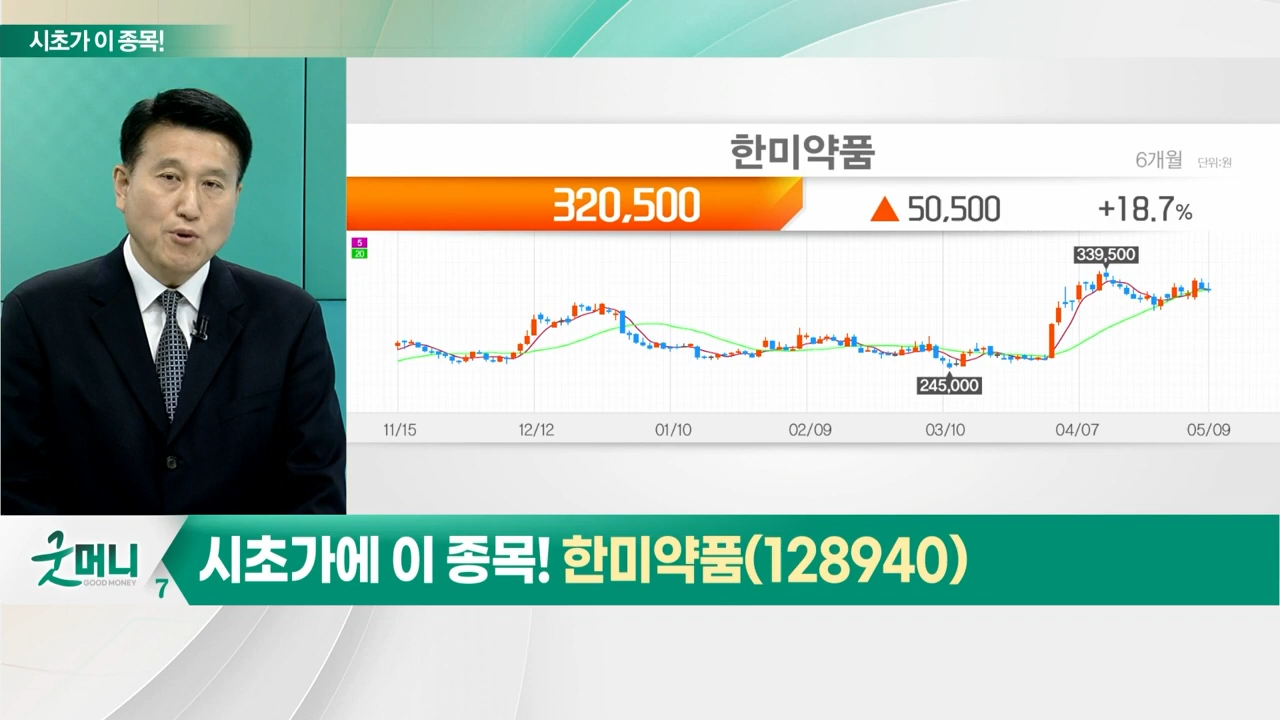 시초가 이 종목!
한미약품
6개월 단위:원
320,500 ▲ 50,500 +18.7%
5
20
339,500
245,000
11/15 12/12 01/10 02/09 03/10 04/07 05/09
굿머니
GOOD MONEY
7
시초가에 이 종목! 한미약품(128940)